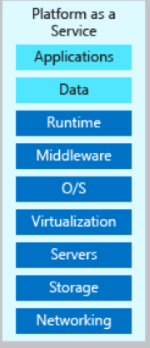 Platform as a
Service
Applications
Data
Runtime
Middleware
O/S
Virtualization
Servers
Storage
Networking